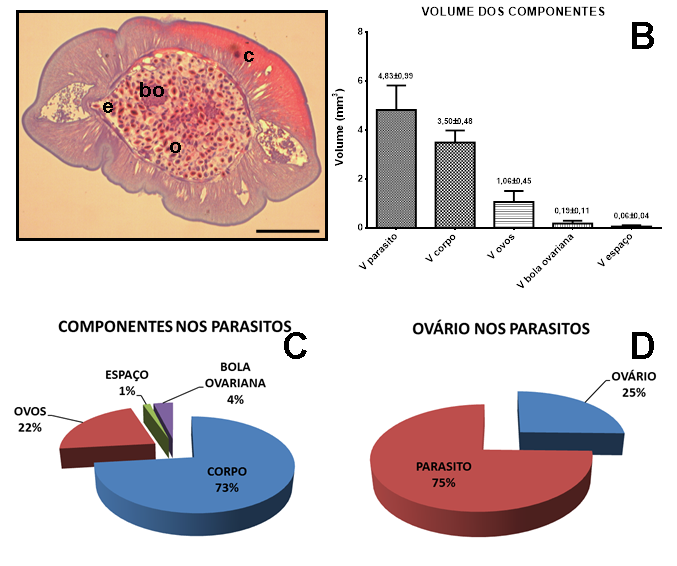 c
bo
e
o
VOLUME DOS COMPONENTES
B
Volume (mm³)
8
6
4
2
0
4,83±0,99
3,50±0,48
1,06±0,45
0,19±0,11
0,06±0,04
V parasito
V corpo
V ovos
V bola ovariana
V espaço
COMPONENTES NOS PARASITOS
C
ESPAÇO
1%
BOLA
OVARIANA
4%
OVOS
22%
CORPO
73%
OVÁRIO NOS PARASITOS
D
OVÁRIO
25%
PARASITO
75%